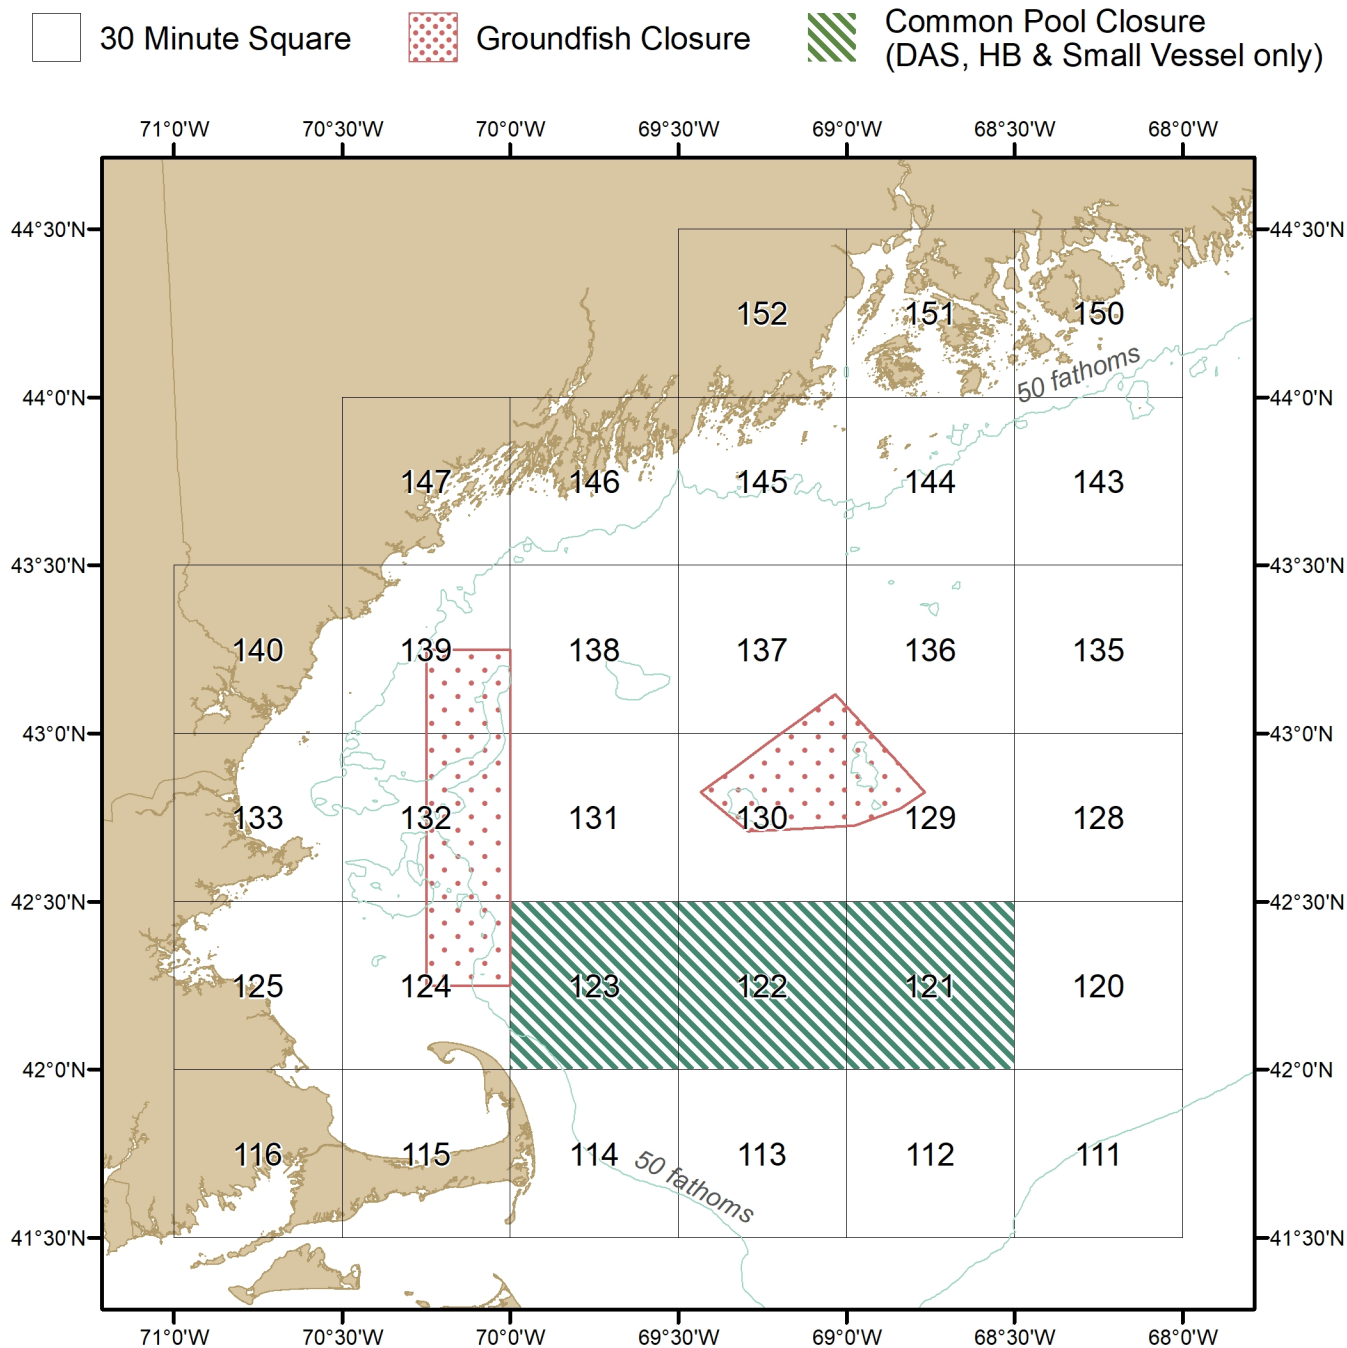 30 Minute Square
Groundfish Closure
Common Pool Closure
(DAS, HB & Small Vessel only)
71°0'W 70°30'W 70°0'W 69°30'W 69°0'W 68°30'W 68°0'W
44°30'N 44°30'N
152 151 150
50 fathoms
44°0'N 44°0'N
147 146 145 144 143
43°30'N 43°30'N
140 139 138 137 136 135
43°0'N 43°0'N
133 132 131 130 129 128
42°30'N 42°30'N
125 124 123 122 121 120
42°0'N 42°0'N
116 115 114 113 112 111
50 fathoms
41°30'N 41°30'N
71°0'W 70°30'W 70°0'W 69°30'W 69°0'W 68°30'W 68°0'W